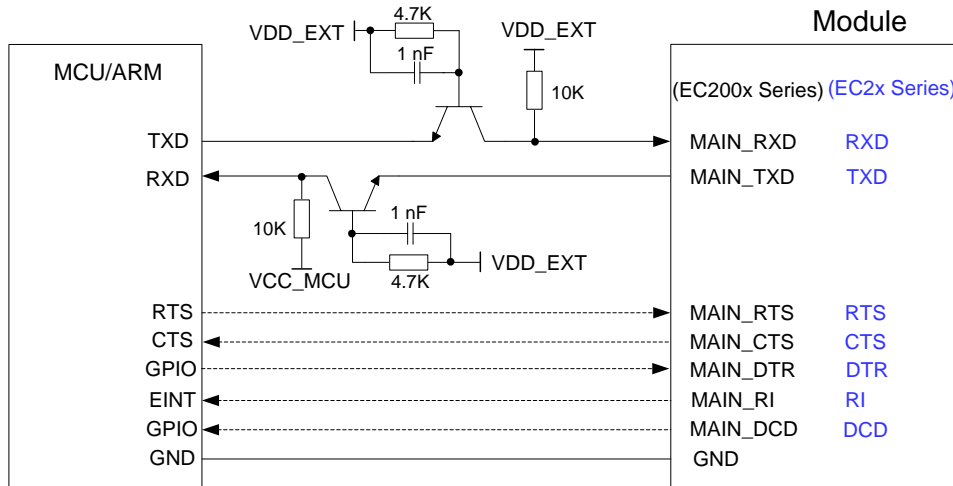 4.7K
Module
VDD_EXT
VDD_EXT
1 nF
MCU/ARM
10K
(EC200x Series) (EC2x Series)
TXD
MAIN_RXD RXD
RXD
MAIN_TXD TXD
1 nF
10K
VDD_EXT
VCC_MCU
4.7K
RTS
MAIN_RTS RTS
CTS
MAIN_CTS CTS
GPIO
MAIN_DTR DTR
EINT
MAIN_RI RI
GPIO
MAIN_DCD DCD
GND
GND